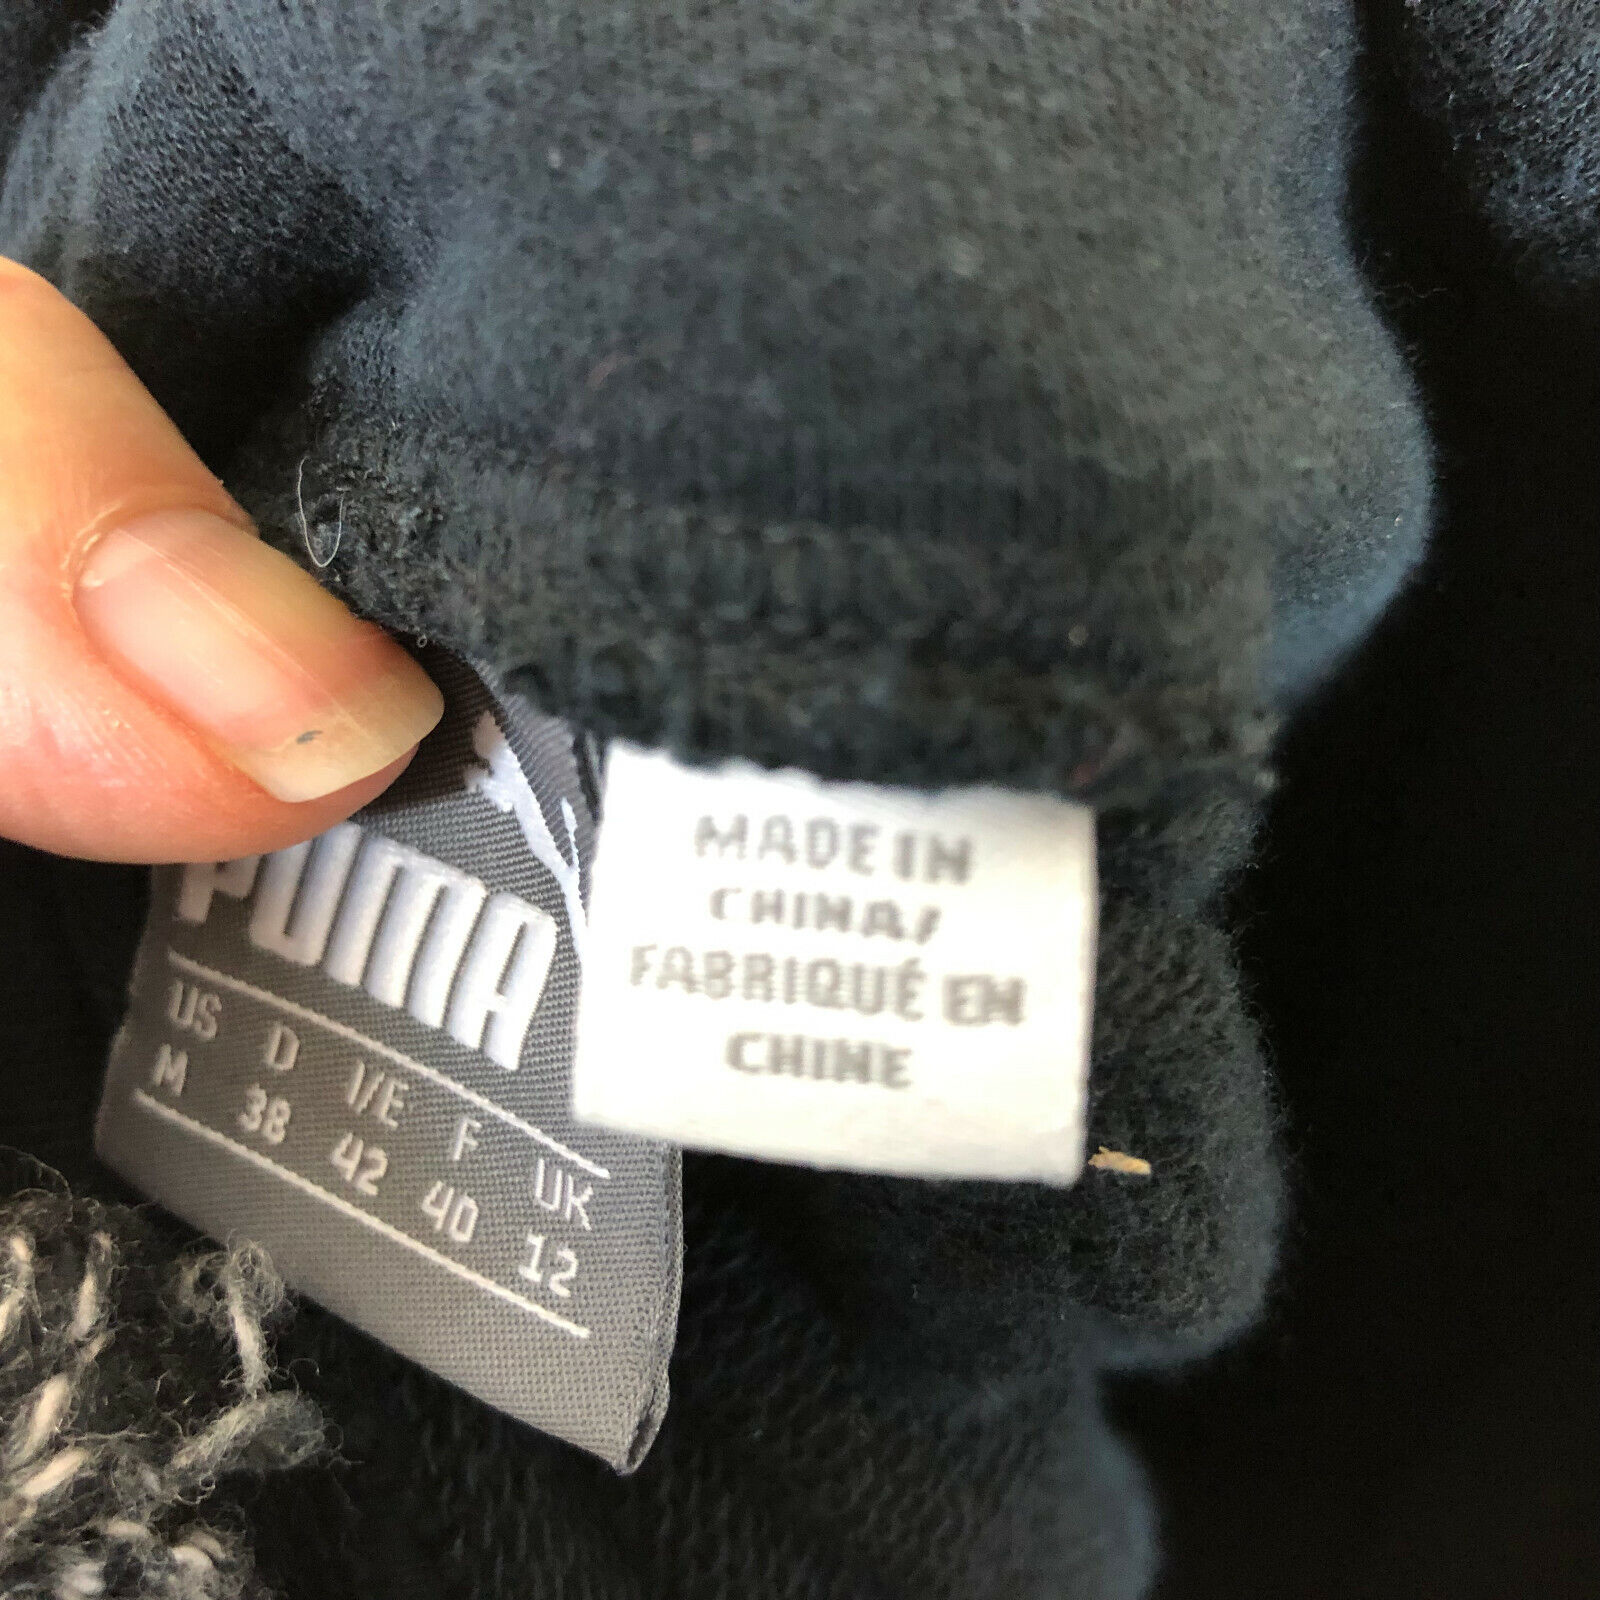 PUMA
US D I/E F UK
M 38 42 40 12
MADE IN
CHINA/
FABRIQUÉ EN
CHINE